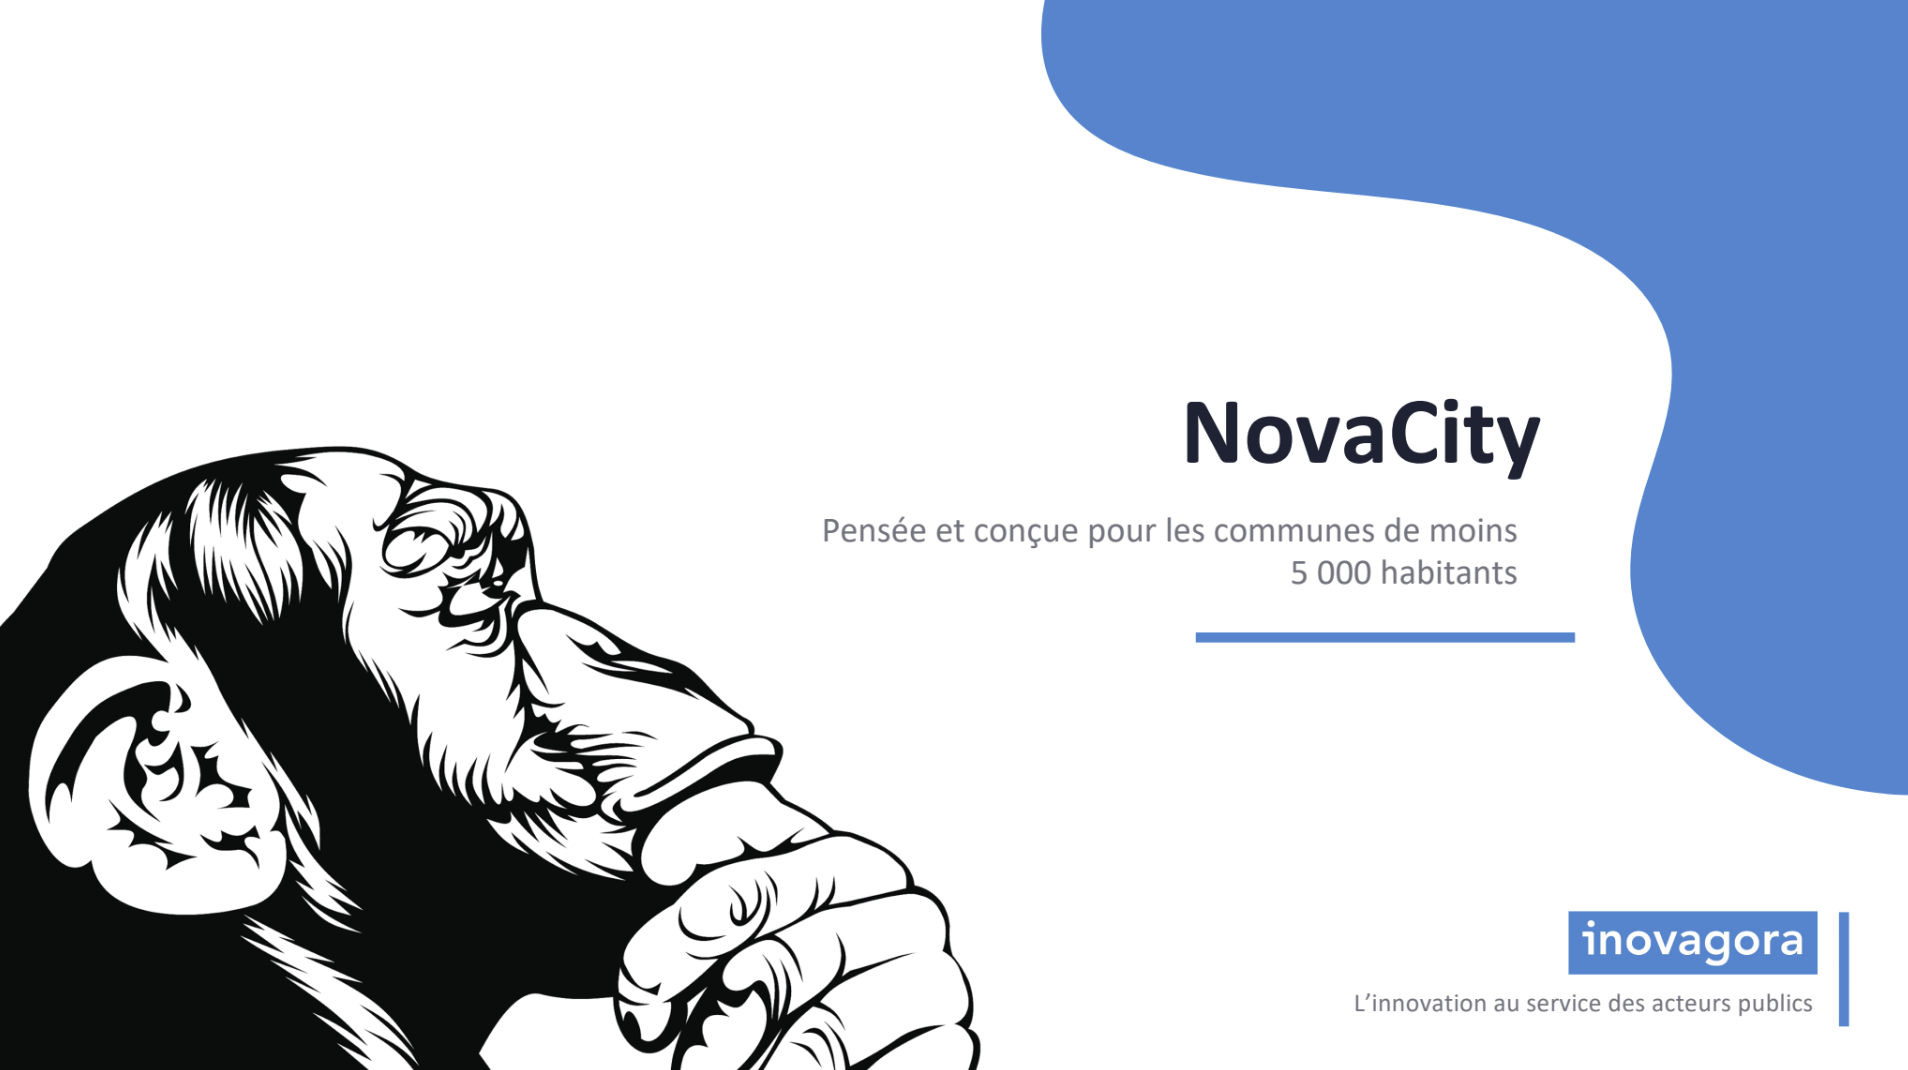 NovaCity
Pensée et conçue pour les communes de moins
5 000 habitants
inovagora
L’innovation au service des acteurs publics